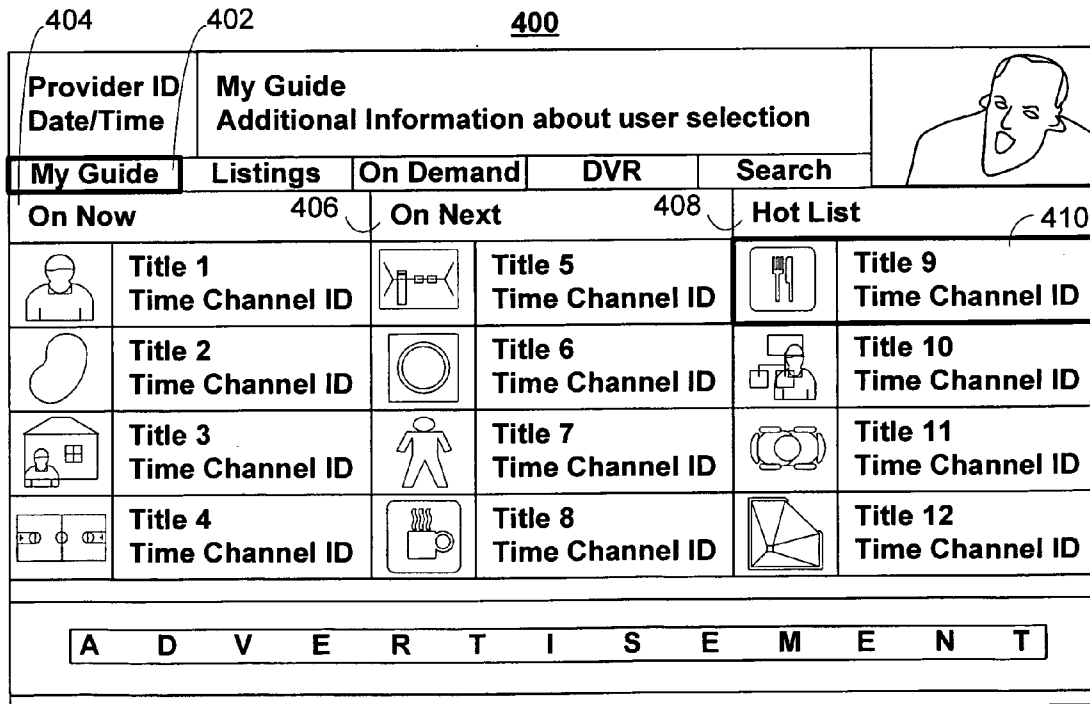 404 402 400
Provider ID My Guide
Date/Time Additional Information about user selection
My Guide Listings On Demand DVR Search
On Now 406 On Next 408 Hot List 410
Title 1 Title 5 Title 9
Time Channel ID Time Channel ID Time Channel ID
Title 2 Title 6 Title 10
Time Channel ID Time Channel ID Time Channel ID
Title 3 Title 7 Title 11
Time Channel ID Time Channel ID Time Channel ID
Title 4 Title 8 Title 12
Time Channel ID Time Channel ID Time Channel ID
A D V E R T I S E M E N T